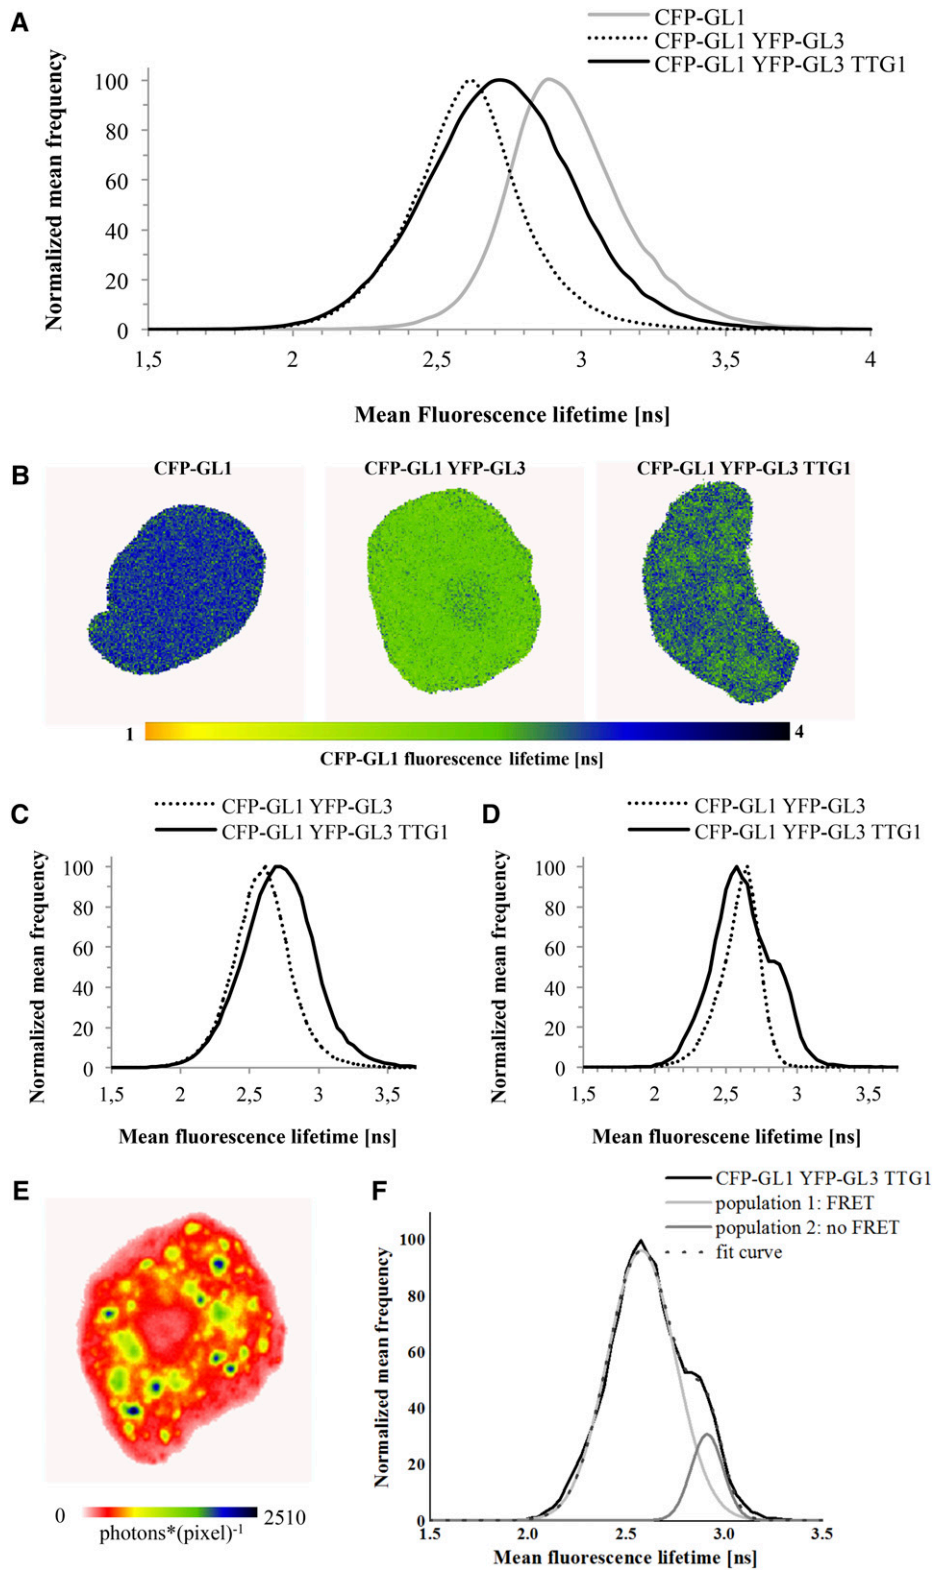 A
CFP-GL1
CFP-GL1 YFP-GL3
CFP-GL1 YFP-GL3 TTG1
Normalized mean frequency
100
80
60
40
20
0
1,5
2
2,5
3
3,5
4
Mean Fluorescence lifetime [ns]
B
CFP-GL1
CFP-GL1 YFP-GL3
CFP-GL1 YFP-GL3 TTG1
1
4
CFP-GL1 fluorescence lifetime [ns]
C
CFP-GL1 YFP-GL3
CFP-GL1 YFP-GL3 TTG1
Normalized mean frequency
100
80
60
40
20
0
1,5
2
2,5
3
3,5
Mean fluorescence lifetime [ns]
D
CFP-GL1 YFP-GL3
CFP-GL1 YFP-GL3 TTG1
Normalized mean frequency
100
80
60
40
20
0
1,5
2
2,5
3
3,5
Mean fluorescene lifetime [ns]
E
0
2510
photons*(pixel)-1
F
CFP-GL1 YFP-GL3 TTG1
population 1: FRET
population 2: no FRET
fit curve
Normalized mean frequency
100
80
60
40
20
0
1.5
2.0
2.5
3.0
3.5
Mean fluorescence lifetime [ns]